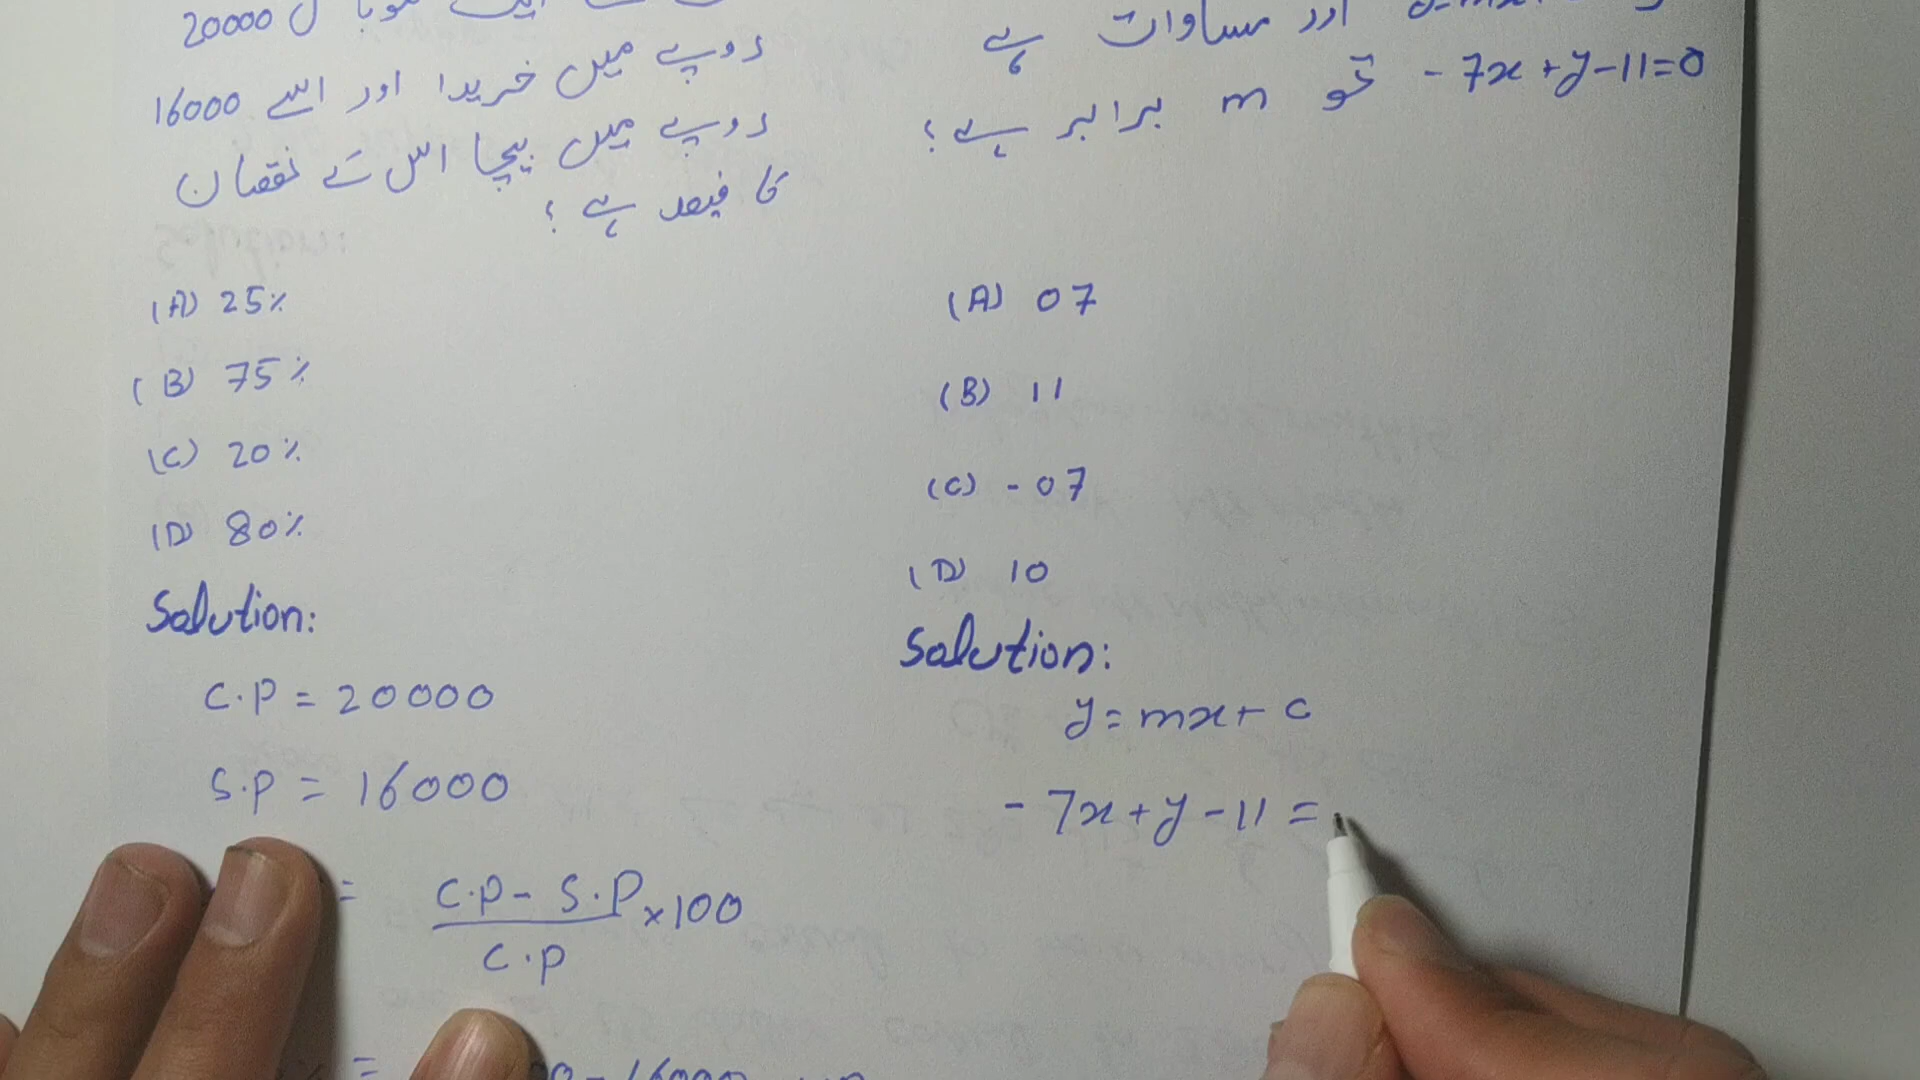 20000
روپے میں خریدا اور اسے 16000
روپے میں بیچا اس کے نقصان
کا فیصد ہے ؟
(A) 25%
(B) 75%
(C) 20%
(D) 80%
Solution:
C.P = 20000
S.P = 16000
= C.P - S.P / C.P × 100
= 00 - 16000
اور مساوات ہے
-7x+y-11=0 تو m برابر ہے ؟
(A) 07
(B) 11
(C) -07
(D) 10
Solution:
y = mx + c
-7x + y - 11 =